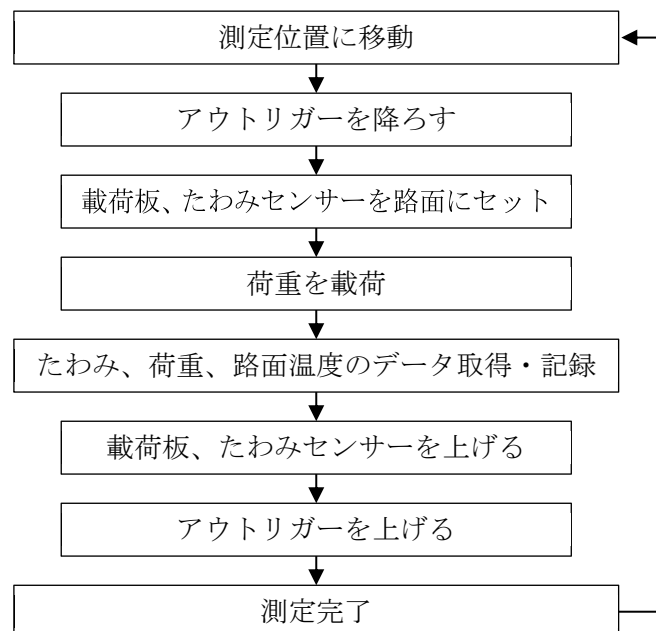 測定位置に移動
アウトリガーを降ろす
載荷板、たわみセンサーを路面にセット
荷重を載荷
たわみ、荷重、路面温度のデータ取得・記録
載荷板、たわみセンサーを上げる
アウトリガーを上げる
測定完了